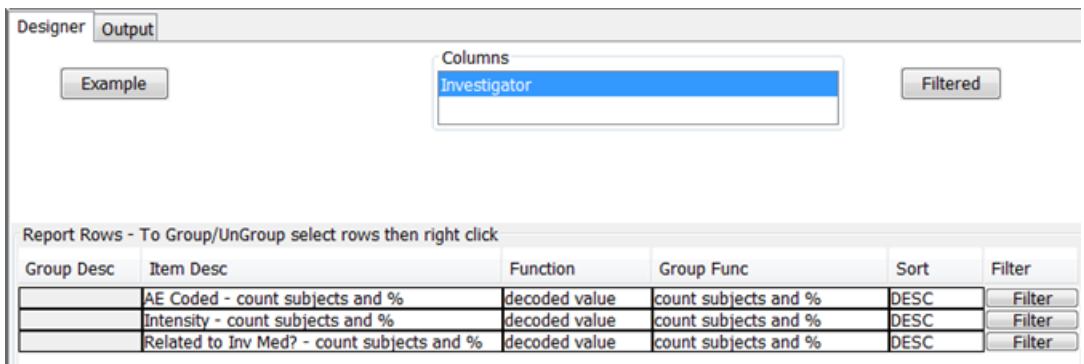 Designer Output
Columns
Example Investigator Filtered
Report Rows - To Group/UnGroup select rows then right click
Group Desc Item Desc Function Group Func Sort Filter
AE Coded - count subjects and % decoded value count subjects and % DESC Filter
Intensity - count subjects and % decoded value count subjects and % DESC Filter
Related to Inv Med? - count subjects and % decoded value count subjects and % DESC Filter